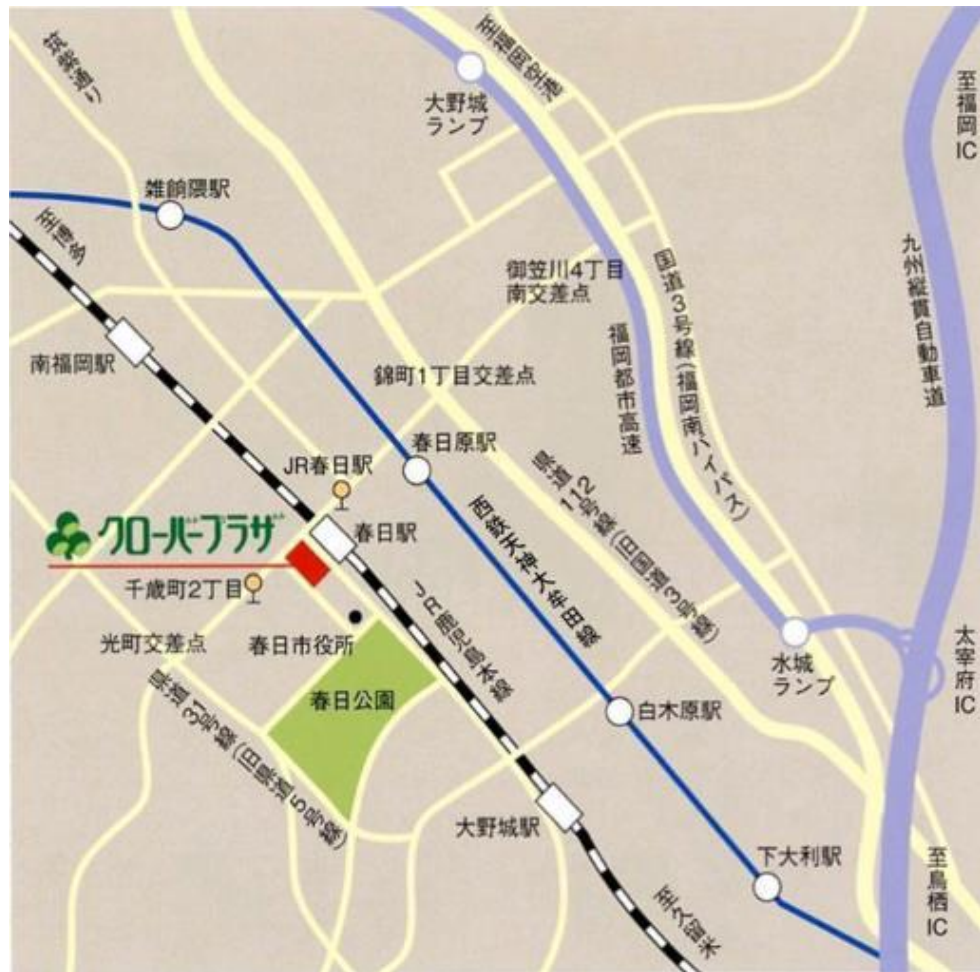 筑紫通り
至福岡空港
大野城
ランプ
至福岡IC
雑餉隈駅
至博多
御笠川4丁目
南交差点
国道3号線(福岡南バイパス)
九州縦貫自動車道
福岡都市高速
南福岡駅
錦町1丁目交差点
春日原駅
JR春日駅
県道112号線(旧国道3号線)
西鉄天神大牟田線
クローバープラザ
春日駅
千歳町2丁目
JR鹿児島本線
光町交差点
春日市役所
水城
ランプ
太宰府IC
県道31号線(旧県道5号線)
春日公園
白木原駅
大野城駅
下大利駅
至鳥栖IC
至久留米